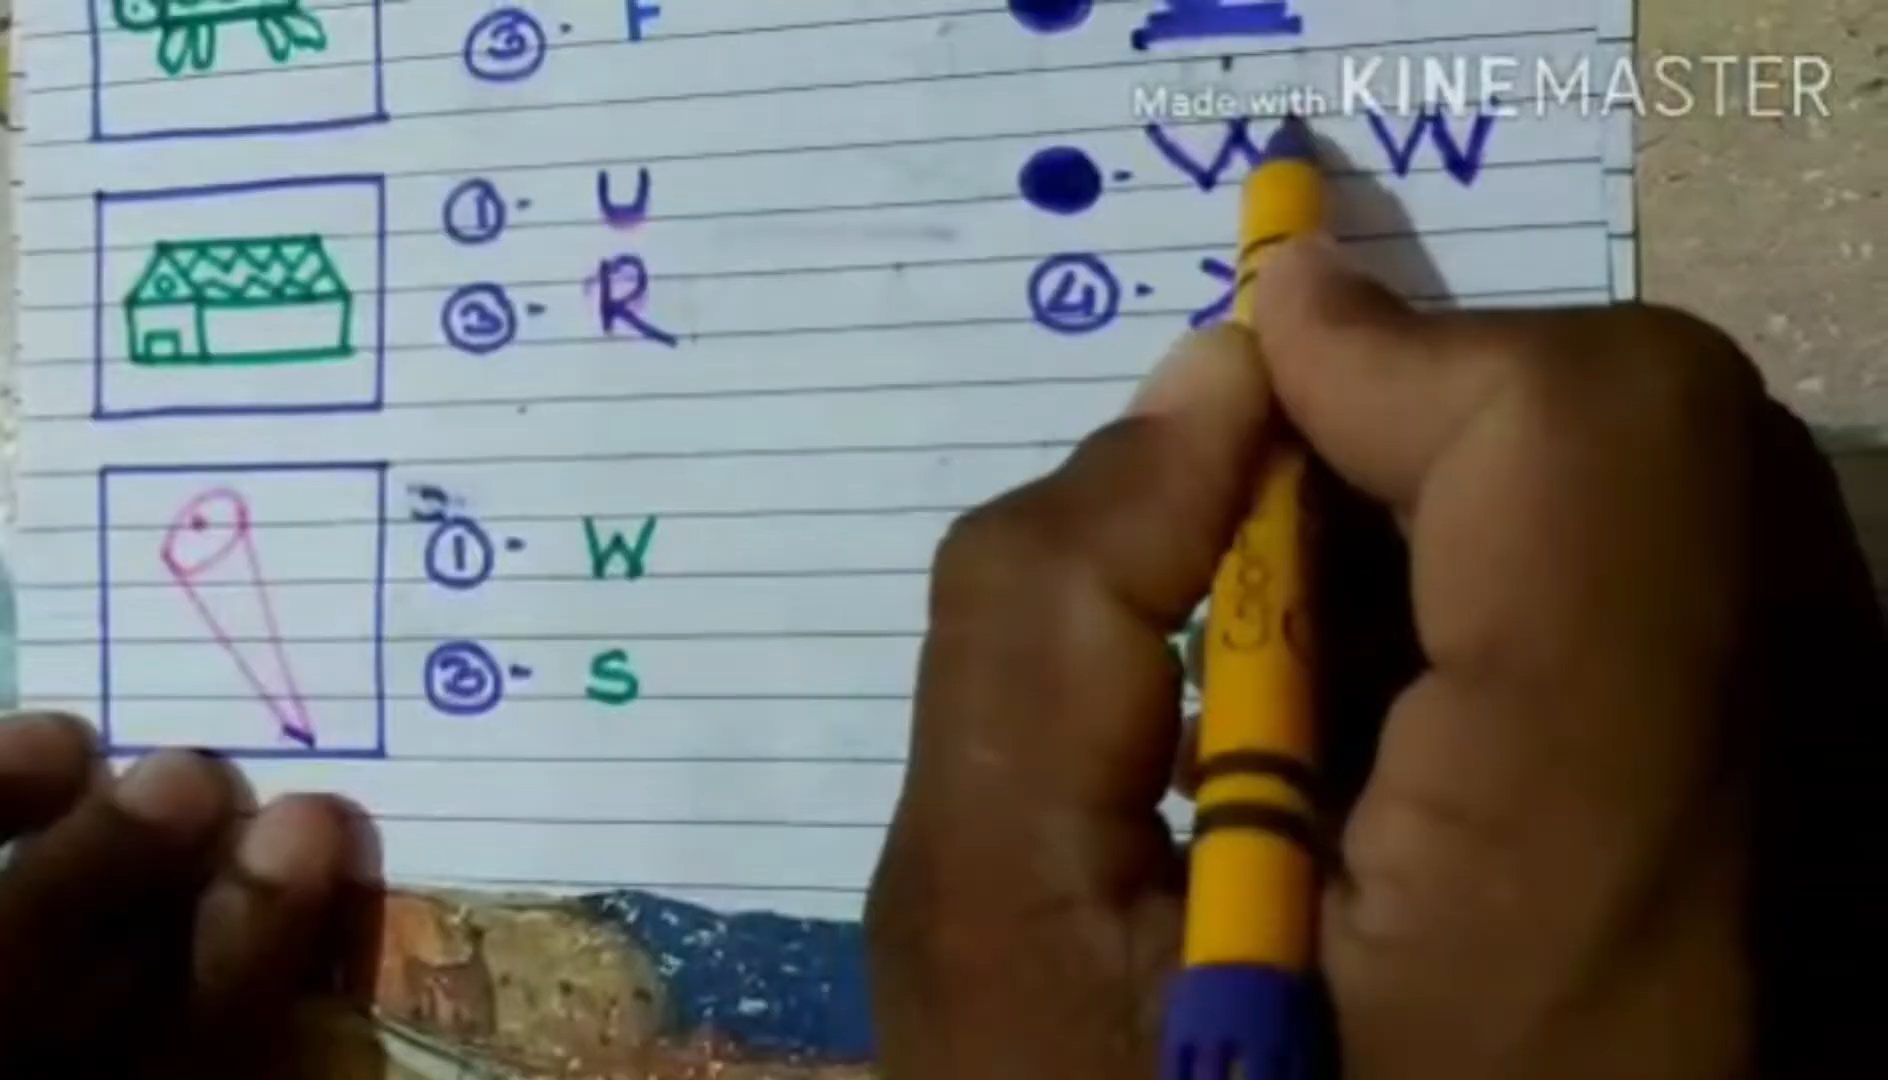 ③ · F
Made with KINEMASTER
① - U
W W
③ - R
④ -
① - W
② - S